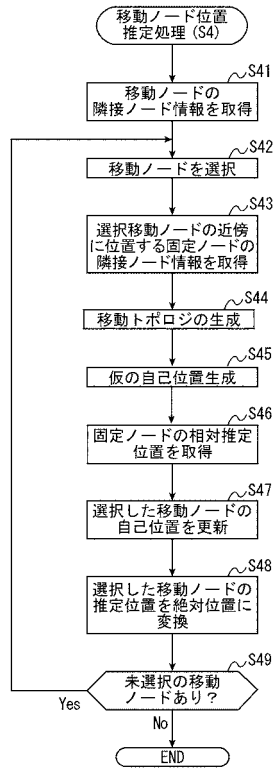 移動ノード位置
推定処理(S4)
S41
移動ノードの
隣接ノード情報を取得
S42
移動ノードを選択
S43
選択移動ノードの近傍
に位置する固定ノードの
隣接ノード情報を取得
S44
移動トポロジの生成
S45
仮の自己位置生成
S46
固定ノードの相対推定
位置を取得
S47
選択した移動ノードの
自己位置を更新
S48
選択した移動ノードの
推定位置を絶対位置に
変換
S49
未選択の移動
ノードあり？
Yes
No
END